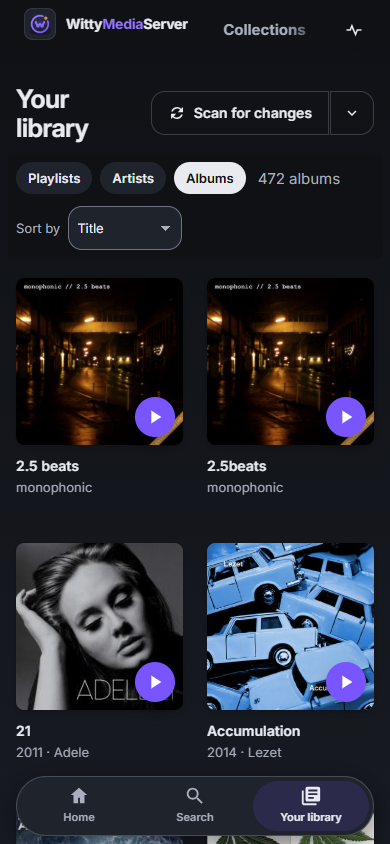 WittyMediaServer
Collections
Your
library
Scan for changes
Playlists
Artists
Albums
472 albums
Sort by
Title
monophonic // 2.5 beats
monophonic // 2.5 beats
2.5 beats
monophonic
2.5beats
monophonic
Lezet
21
2011 · Adele
Accumulation
2014 · Lezet
Home
Search
Your library